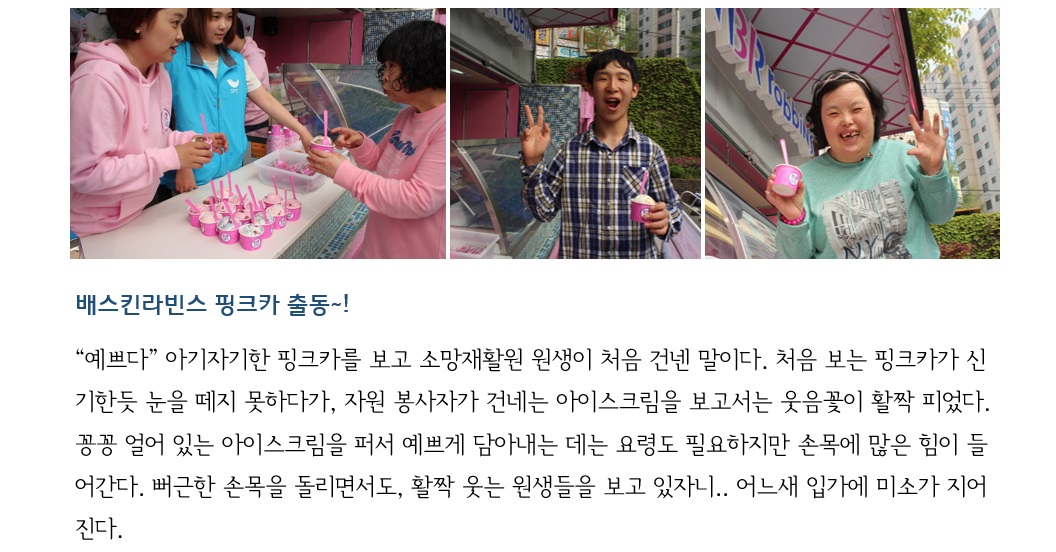 BR robbins
배스킨라빈스 핑크카 출동~!
“예쁘다” 아기자기한 핑크카를 보고 소망재활원 원생이 처음 건넨 말이다. 처음 보는 핑크카가 신
기한듯 눈을 떼지 못하다가, 자원 봉사자가 건네는 아이스크림을 보고서는 웃음꽃이 활짝 피었다.
꽁꽁 얼어 있는 아이스크림을 퍼서 예쁘게 담아내는 데는 요령도 필요하지만 손목에 많은 힘이 들
어간다. 뻐근한 손목을 돌리면서도, 활짝 웃는 원생들을 보고 있자니.. 어느새 입가에 미소가 지어
진다.